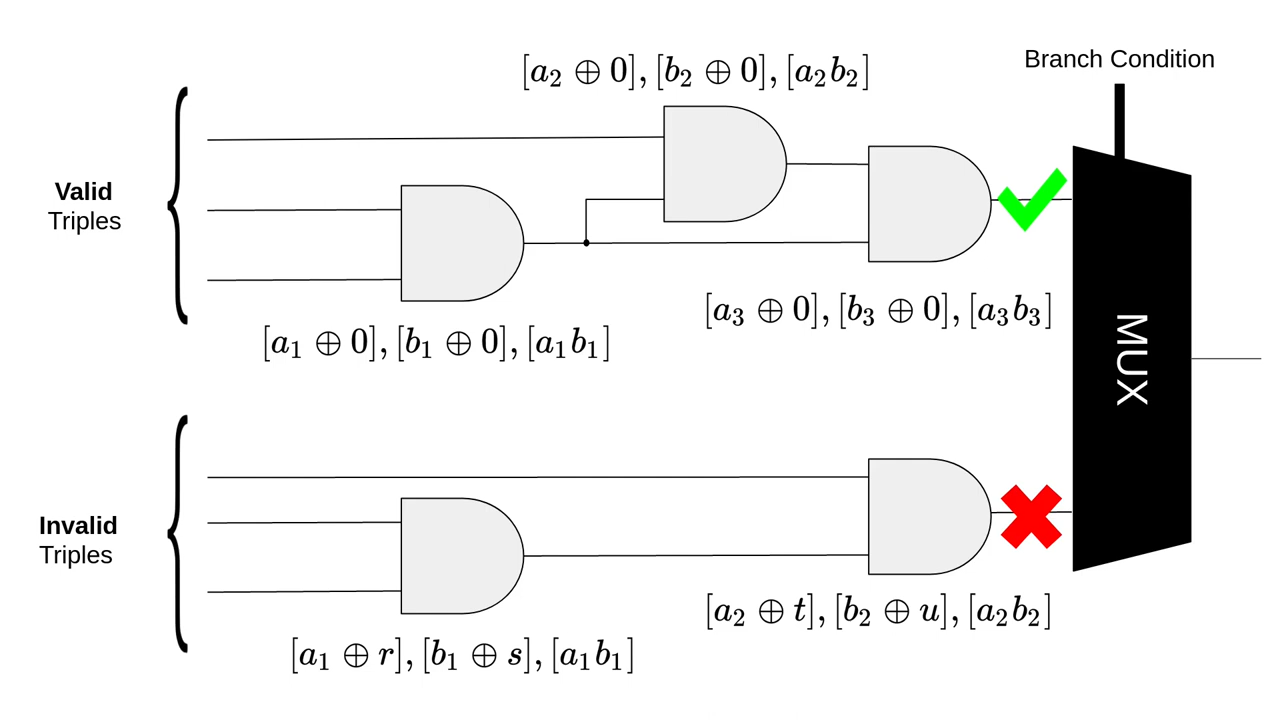 Branch Condition
[a₂ ⊕ 0], [b₂ ⊕ 0], [a₂b₂]
Valid
Triples
[a₃ ⊕ 0], [b₃ ⊕ 0], [a₃b₃]
[a₁ ⊕ 0], [b₁ ⊕ 0], [a₁b₁]
MUX
Invalid
Triples
[a₂ ⊕ t], [b₂ ⊕ u], [a₂b₂]
[a₁ ⊕ r], [b₁ ⊕ s], [a₁b₁]